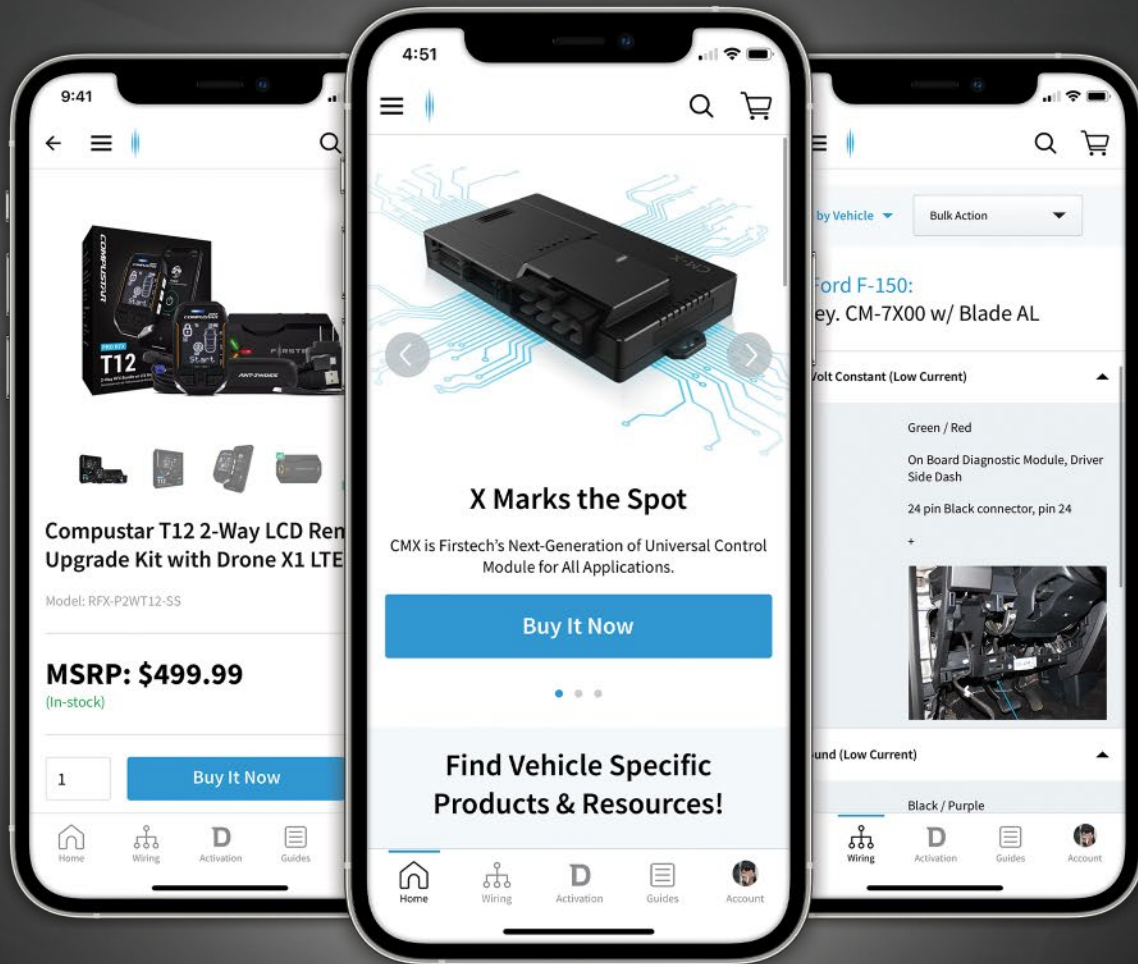 9:41
COMPUSTAR
PRO KIT
T12
Start
ANT-2WSICE
Compustar T12 2-Way LCD Ren
Upgrade Kit with Drone X1 LTE
Model: RFX-P2WT12-SS
MSRP: $499.99
(In-stock)
1
Buy It Now
Home
Wiring
Activation
Guides
4:51
CM-X
X Marks the Spot
CMX is Firstech's Next-Generation of Universal Control
Module for All Applications.
Buy It Now
Find Vehicle Specific
Products & Resources!
Home
Wiring
D
Activation
Guides
Account
by Vehicle
Bulk Action
Ford F-150:
ey. CM-7X00 w/ Blade AL
Volt Constant (Low Current)
Green / Red
On Board Diagnostic Module, Driver
Side Dash
24 pin Black connector, pin 24
+
und (Low Current)
Black / Purple
Wiring
D
Activation
Guides
Account